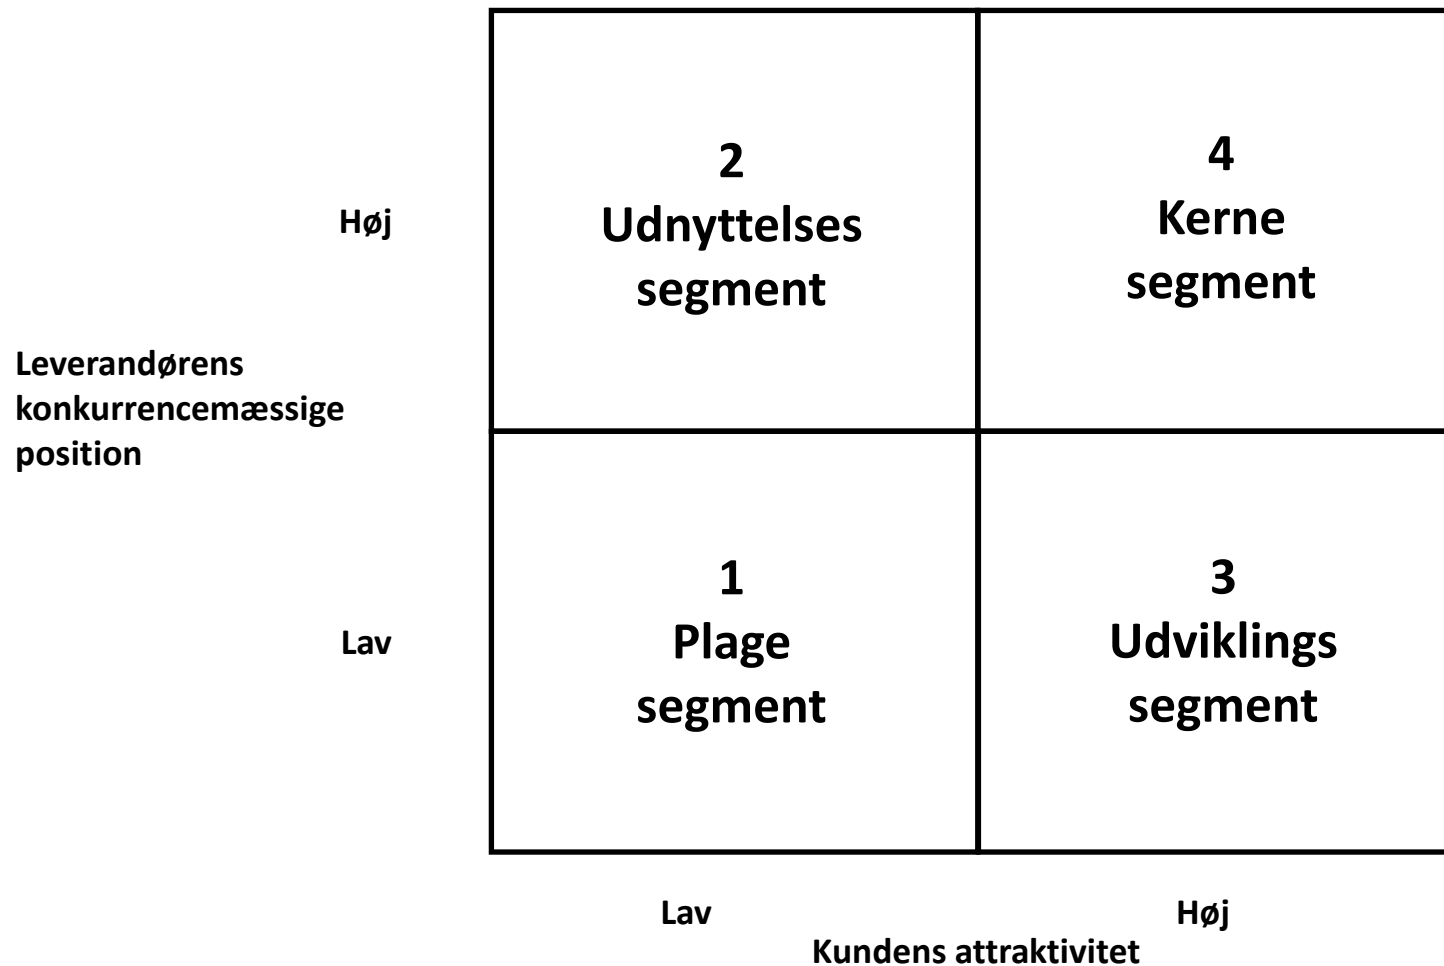 2
Udnyttelses
segment
4
Kerne
segment
Høj
Leverandørens
konkurrencemæssige
position
1
Plage
segment
3
Udviklings
segment
Lav
Lav
Høj
Kundens attraktivitet